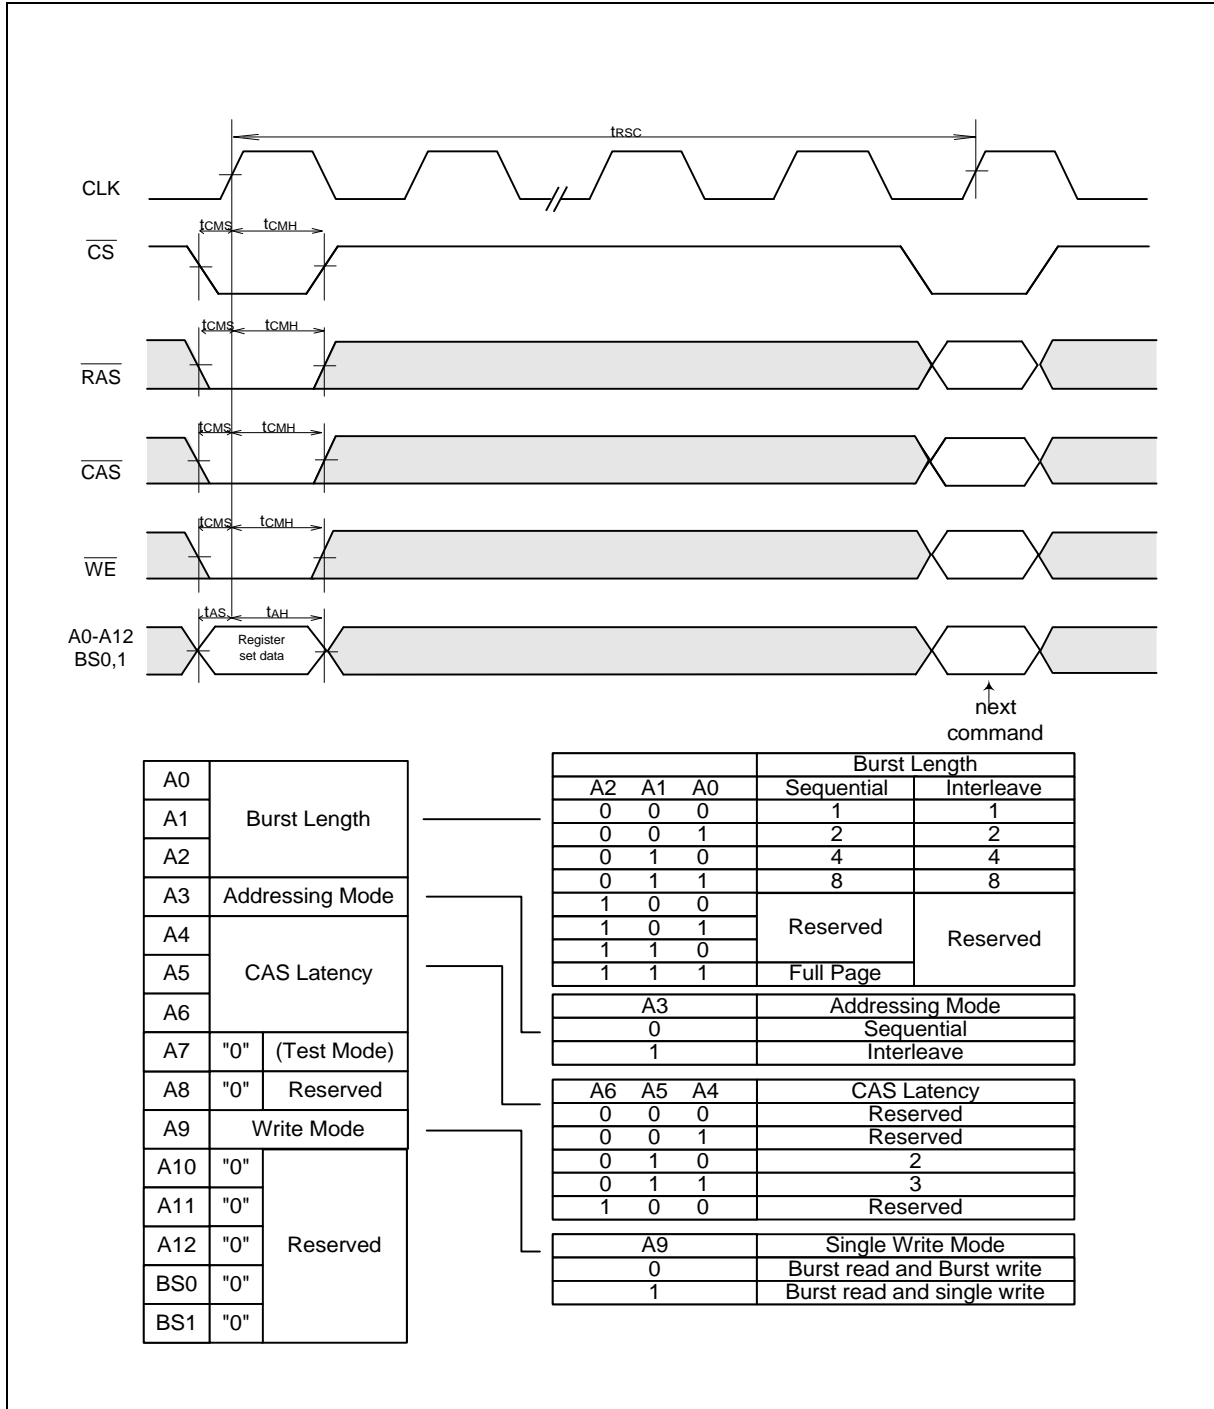 tRSC
CLK
tCMS tCMH
CS
tCMS tCMH
RAS
tCMS tCMH
CAS
tCMS tCMH
WE
tAS tAH
A0-A12
BS0,1
Register
set data
next
command
A0
A1 Burst Length
A2
A3 Addressing Mode
A4
A5 CAS Latency
A6
A7 "0" (Test Mode)
A8 "0" Reserved
A9 Write Mode
A10 "0"
A11 "0"
A12 "0" Reserved
BS0 "0"
BS1 "0"
Burst Length
A2 A1 A0 Sequential Interleave
0 0 0 1 1
0 0 1 2 2
0 1 0 4 4
0 1 1 8 8
1 0 0
1 0 1 Reserved Reserved
1 1 0
1 1 1 Full Page
A3 Addressing Mode
0 Sequential
1 Interleave
A6 A5 A4 CAS Latency
0 0 0 Reserved
0 0 1 Reserved
0 1 0 2
0 1 1 3
1 0 0 Reserved
A9 Single Write Mode
0 Burst read and Burst write
1 Burst read and single write